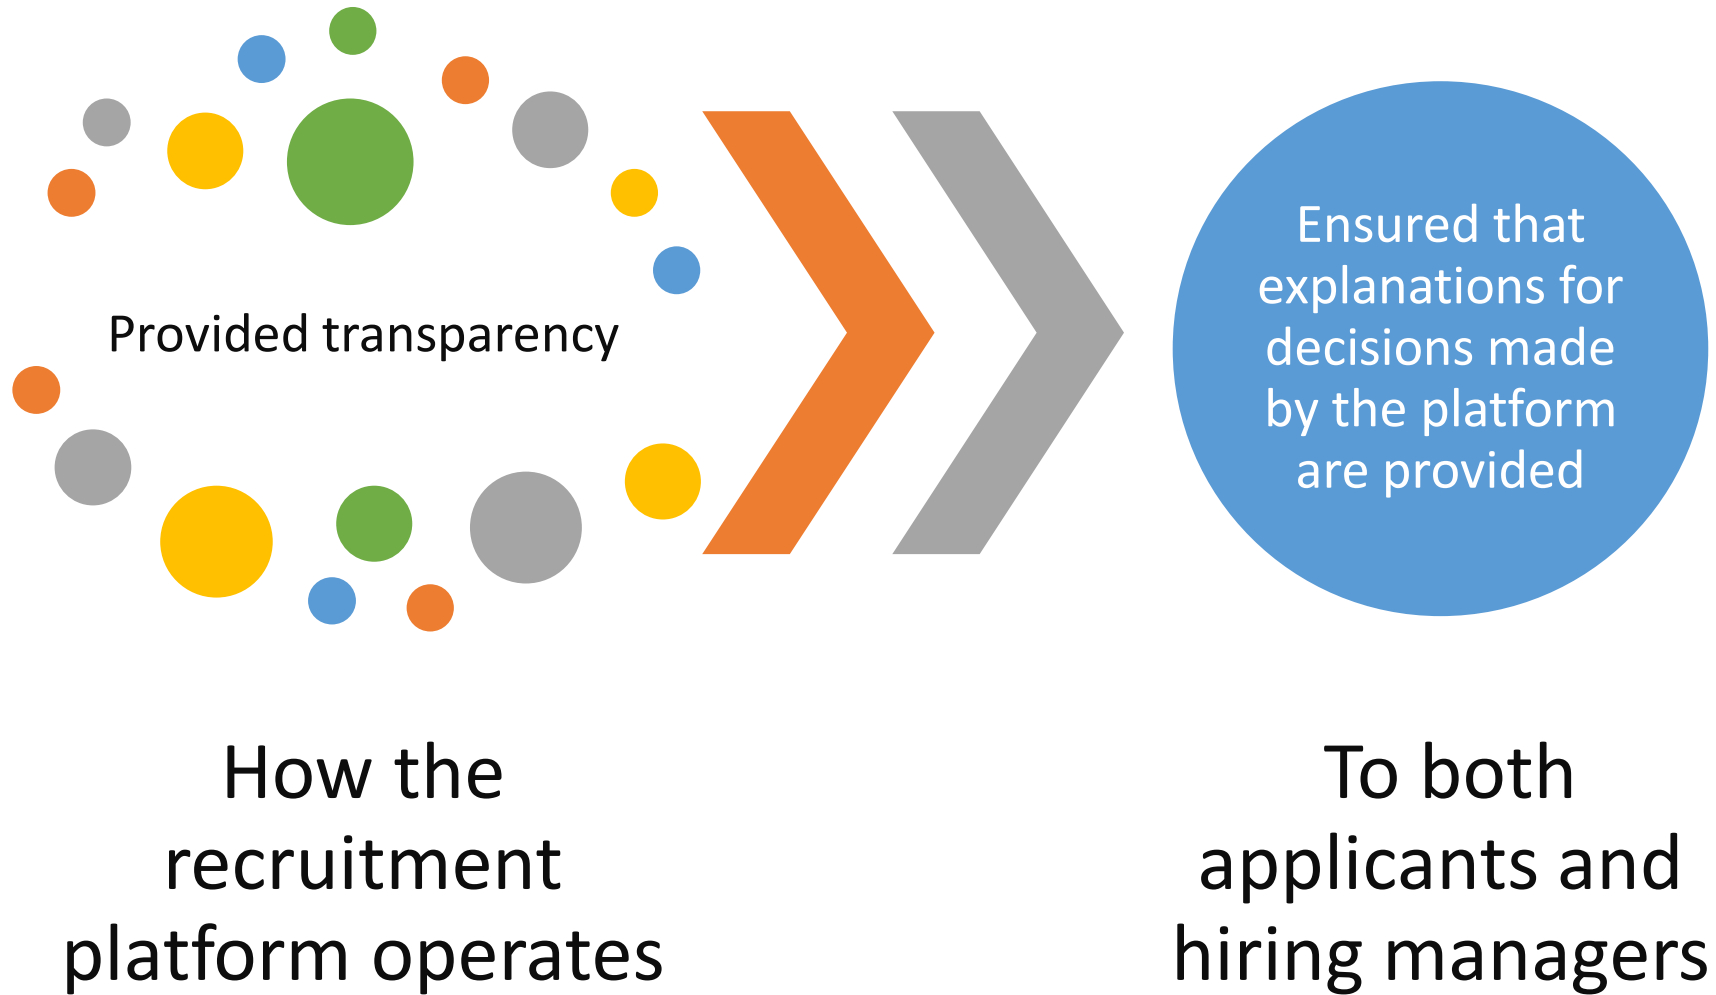 Provided transparency
Ensured that
explanations for
decisions made
by the platform
are provided
How the
recruitment
platform operates
To both
applicants and
hiring managers